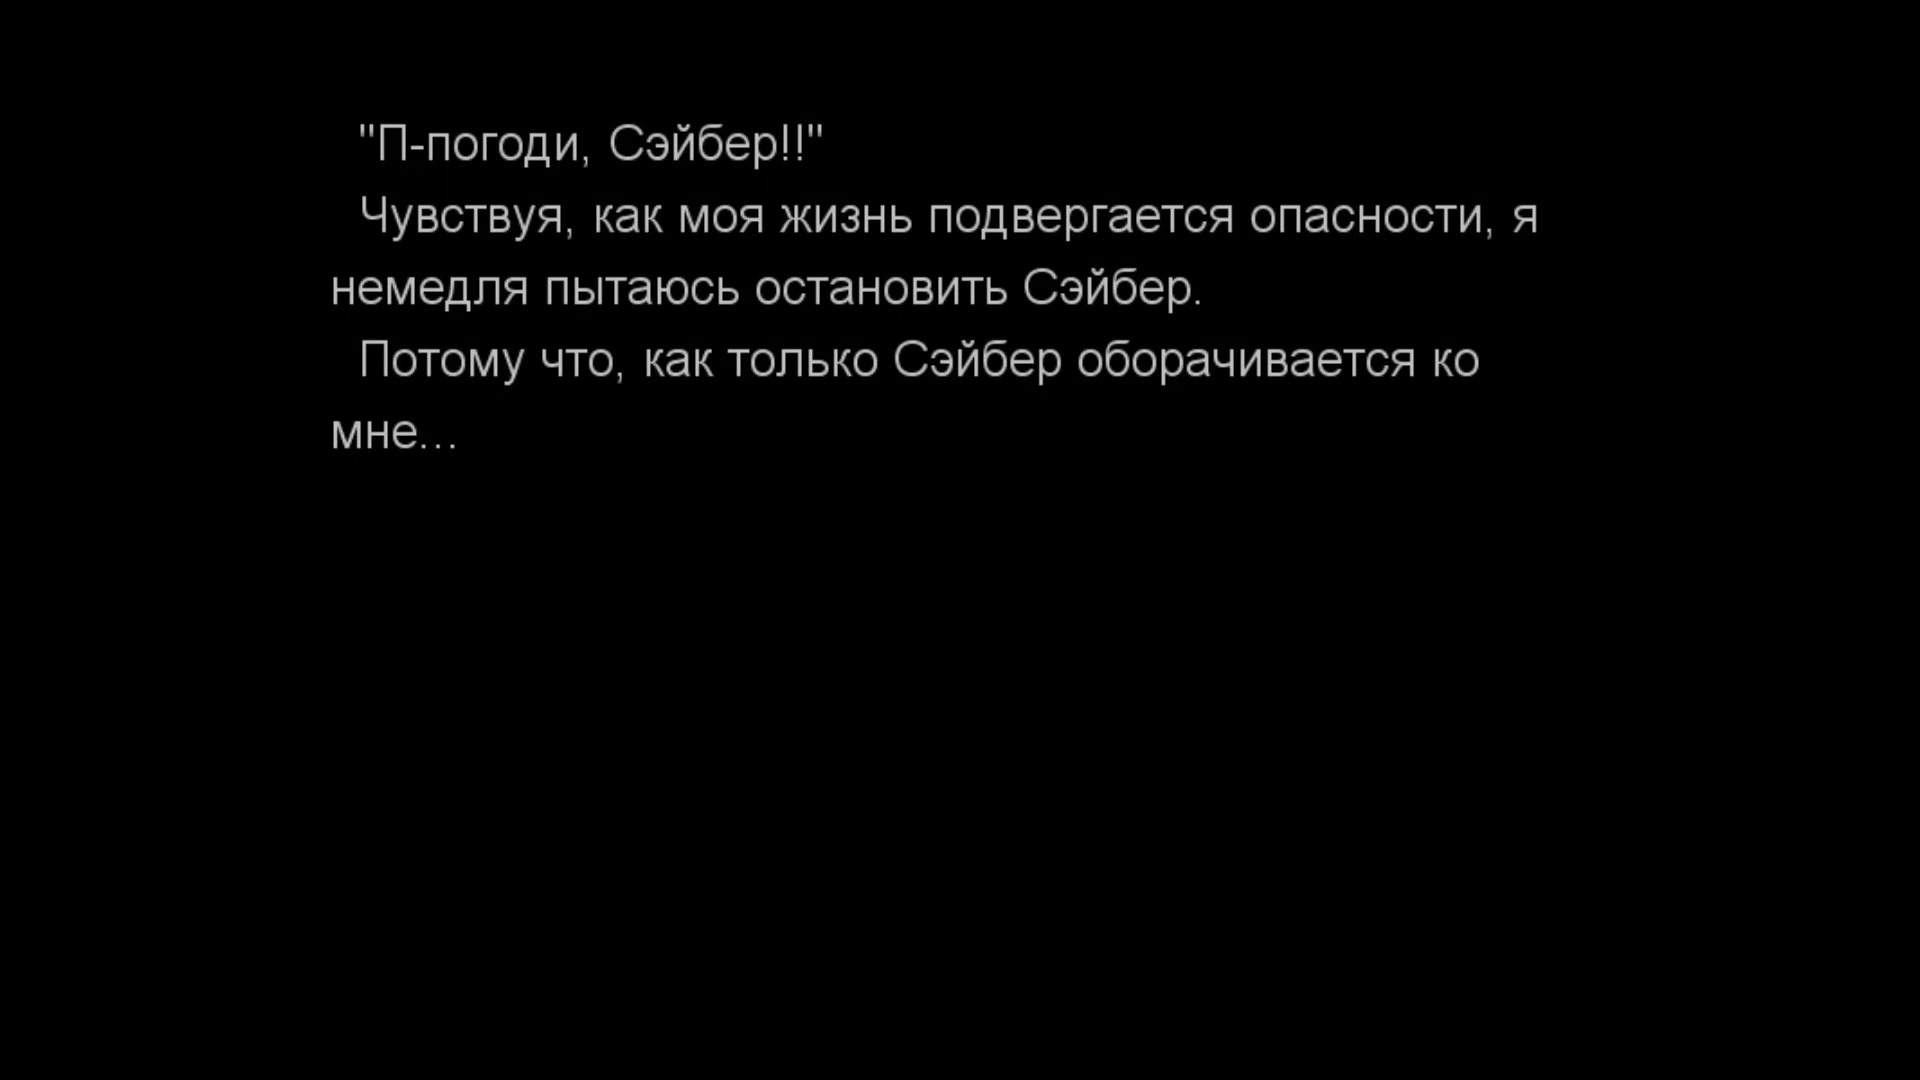 "П-погоди, Сэйбер!!"
Чувствуя, как моя жизнь подвергается опасности, я
немедля пытаюсь остановить Сэйбер.
Потому что, как только Сэйбер оборачивается ко
мне...